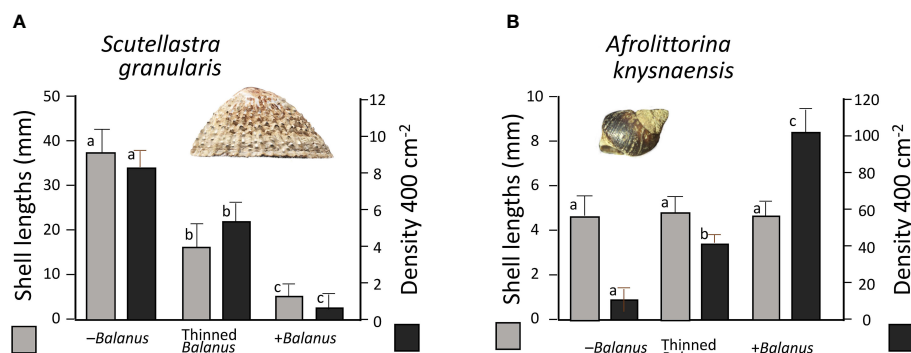 A
Scutellastra
granularis
50
40
30
20
10
0
Shell lengths (mm)
12
10
8
6
4
2
0
Density 400 cm⁻²
a
a
b
b
c
c
–Balanus
Thinned
Balanus
+Balanus
B
Afrolittorina
knysnaensis
10
8
6
4
2
0
Shell lengths (mm)
120
100
80
60
40
20
0
Density 400 cm⁻²
a
a
a
b
a
c
–Balanus
Thinned
+Balanus